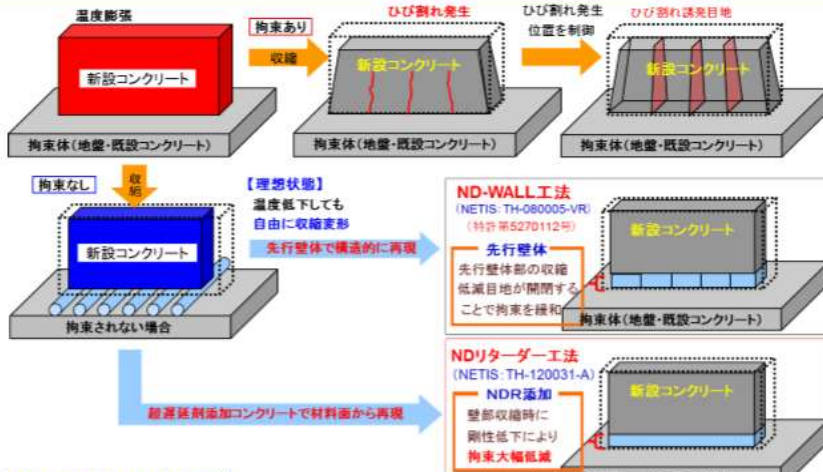 温度膨張
新設コンクリート
拘束体(地盤・既設コンクリート)
拘束あり
収縮
ひび割れ発生
新設コンクリート
拘束体(地盤・既設コンクリート)
ひび割れ発生
位置を制御
ひび割れ誘発目地
新設コンクリート
拘束体(地盤・既設コンクリート)
拘束なし
収縮
新設コンクリート
拘束されない場合
【理想状態】
温度低下しても
自由に収縮変形
先行壁体で構造的に再現
ND-WALL工法
(NETIS: TH-080005-VR)
(特許第5270112号)
先行壁体
先行壁体部の収縮
低減目地が開閉する
ことで拘束を緩和
新設コンクリート
拘束体(地盤・既設コンクリート)
超遅延剤添加コンクリートで材料面から再現
NDリターダー工法
(NETIS: TH-120031-A)
NDR添加
壁部収縮時に
剛性低下により
拘束大幅低減
新設コンクリート